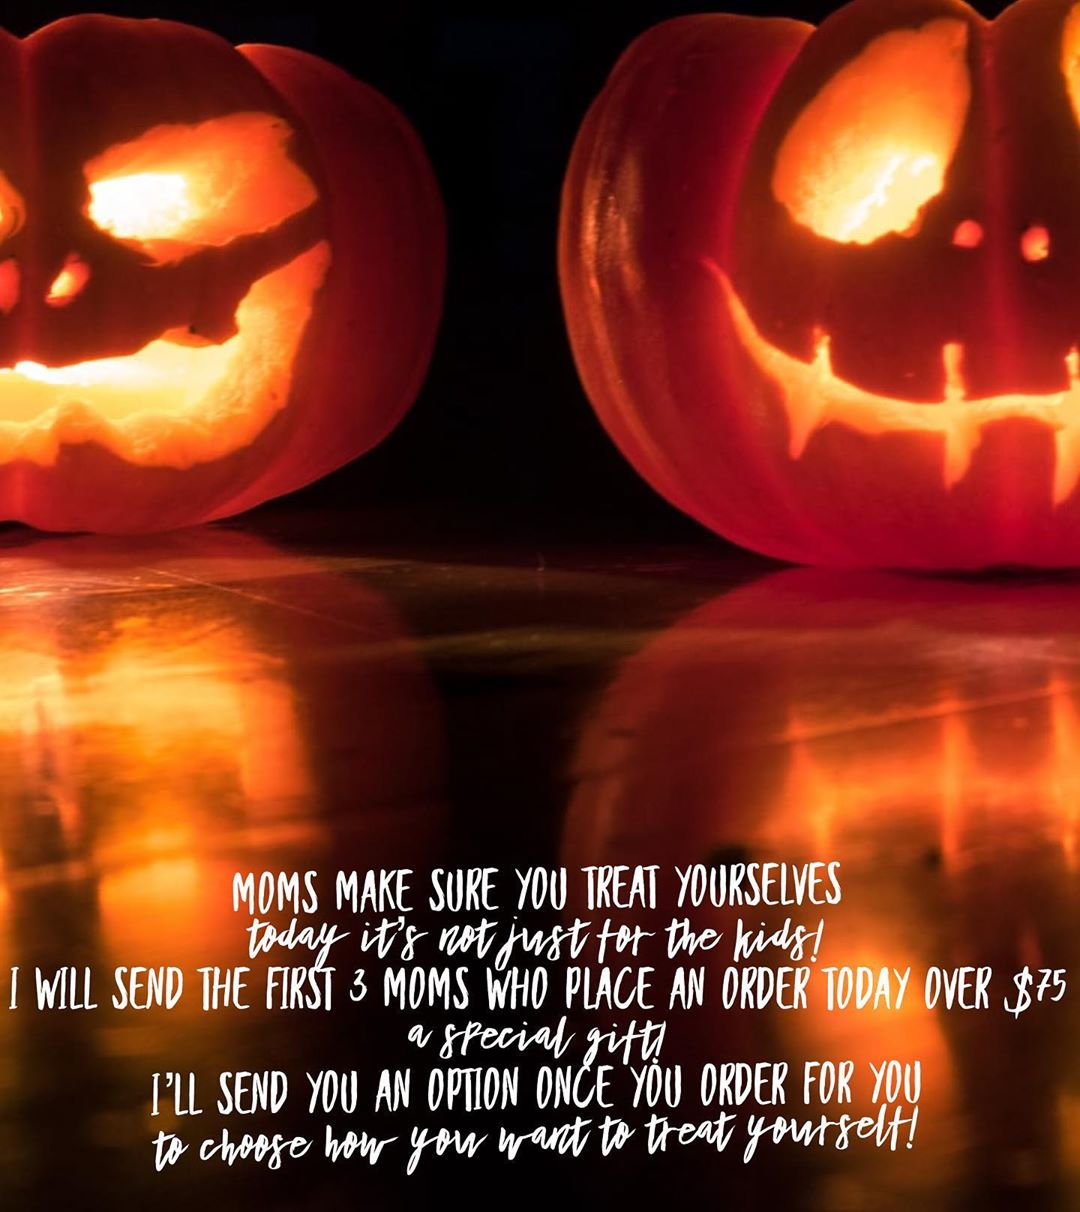 MOMS MAKE SURE YOU TREAT YOURSELVES
today it's not just for the kids!
I WILL SEND THE FIRST 3 MOMS WHO PLACE AN ORDER TODAY OVER $75
a special gift!
I'LL SEND YOU AN OPTION ONCE YOU ORDER FOR YOU
to choose how you want to treat yourself!